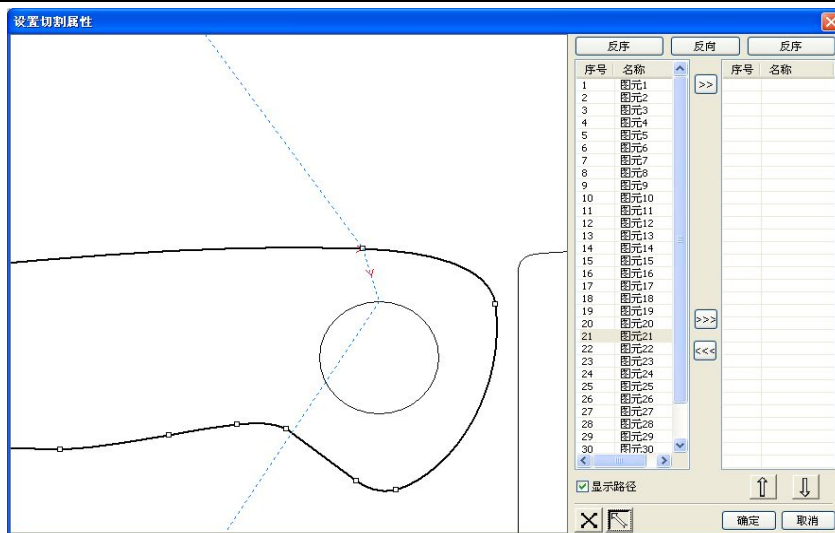 设置切割属性
反序 反向 反序
序号 名称
序号 名称
1 图元1
2 图元2
3 图元3
4 图元4
5 图元5
6 图元6
7 图元7
8 图元8
9 图元9
10 图元10
11 图元11
12 图元12
13 图元13
14 图元14
15 图元15
16 图元16
17 图元17
18 图元18
19 图元19
20 图元20
21 图元21
22 图元22
23 图元23
24 图元24
25 图元25
26 图元26
27 图元27
28 图元28
29 图元29
30 图元30
>>
>>>
<<<
显示路径
确定 取消